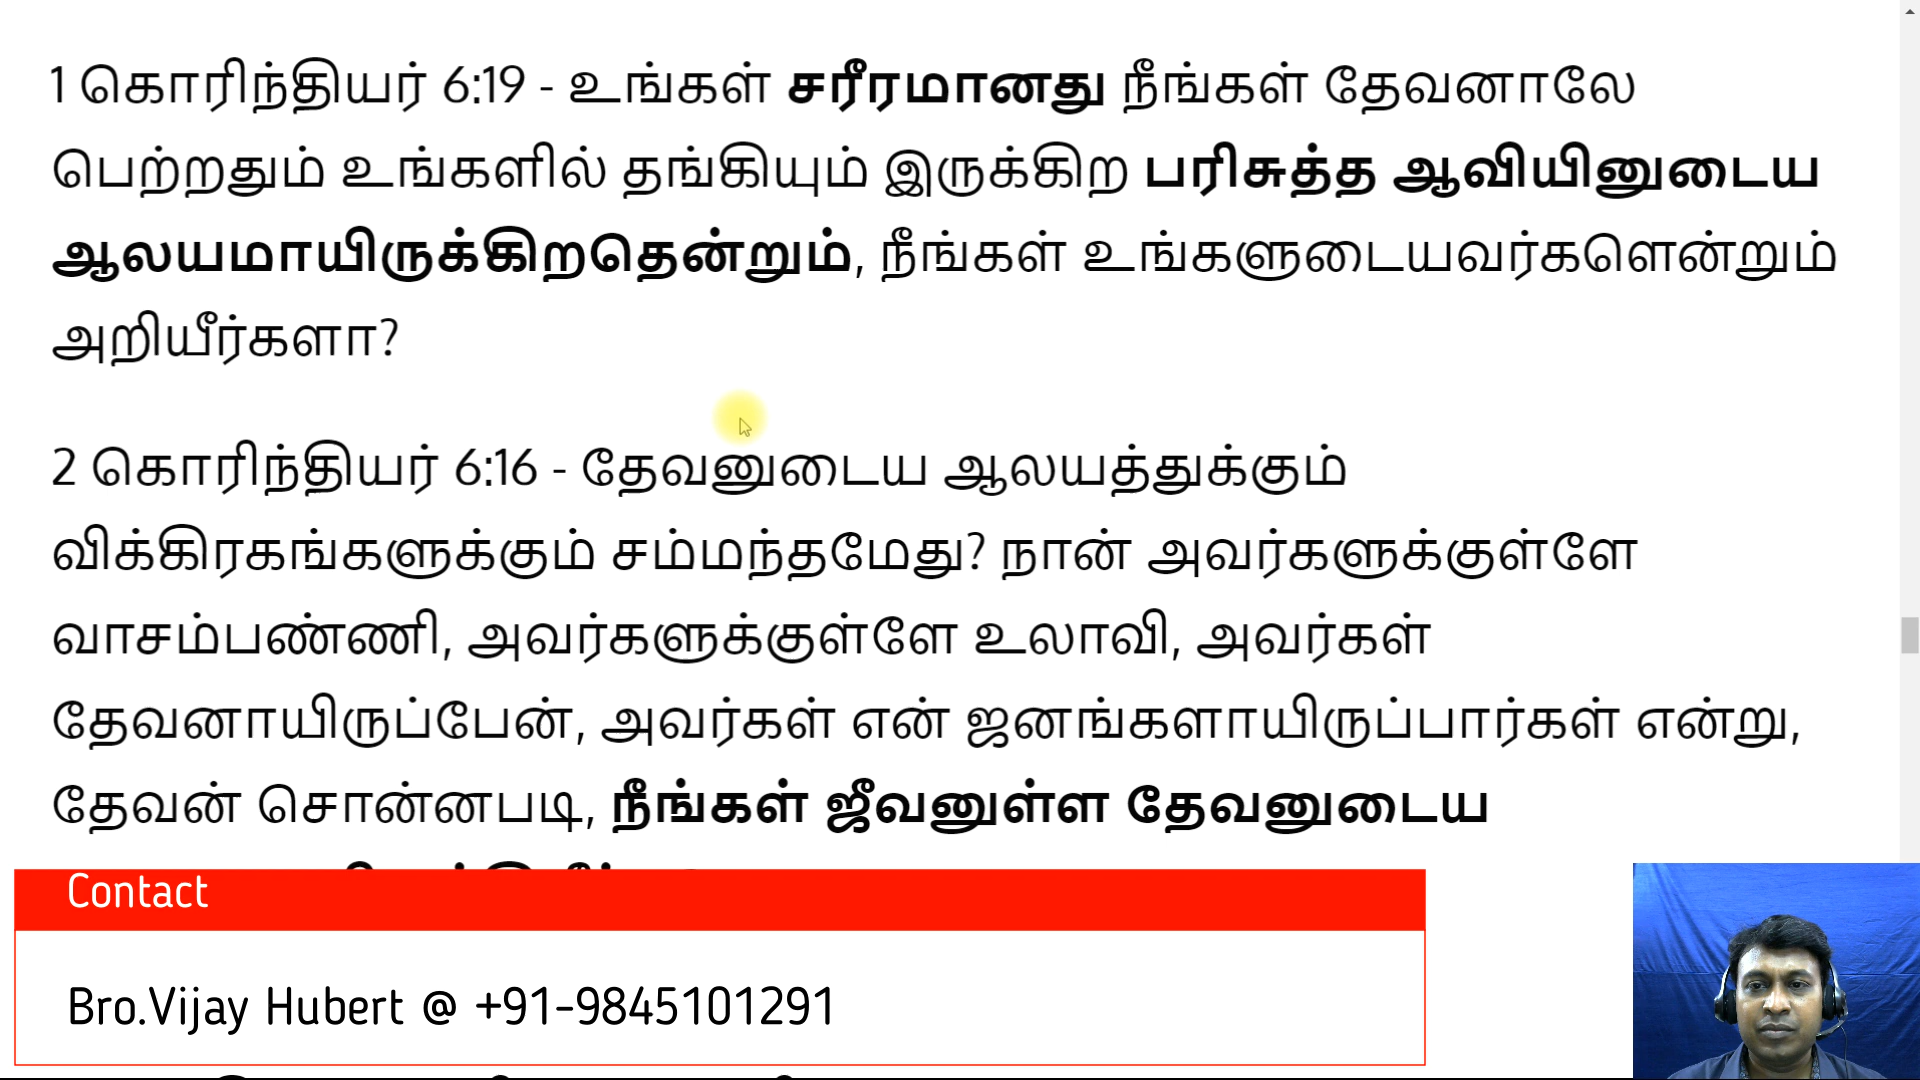 1 கொரிந்தியர் 6:19 - உங்கள் சரீரமானது நீங்கள் தேவனாலே
பெற்றதும் உங்களில் தங்கியும் இருக்கிற பரிசுத்த ஆவியினுடைய
ஆலயமாயிருக்கிறதென்றும், நீங்கள் உங்களுடையவர்களென்றும்
அறியீர்களா?
2 கொரிந்தியர் 6:16 - தேவனுடைய ஆலயத்துக்கும்
விக்கிரகங்களுக்கும் சம்மந்தமேது? நான் அவர்களுக்குள்ளே
வாசம்பண்ணி, அவர்களுக்குள்ளே உலாவி, அவர்கள்
தேவனாயிருப்பேன், அவர்கள் என் ஜனங்களாயிருப்பார்கள் என்று,
தேவன் சொன்னபடி, நீங்கள் ஜீவனுள்ள தேவனுடைய
Contact
Bro.Vijay Hubert @ +91-9845101291